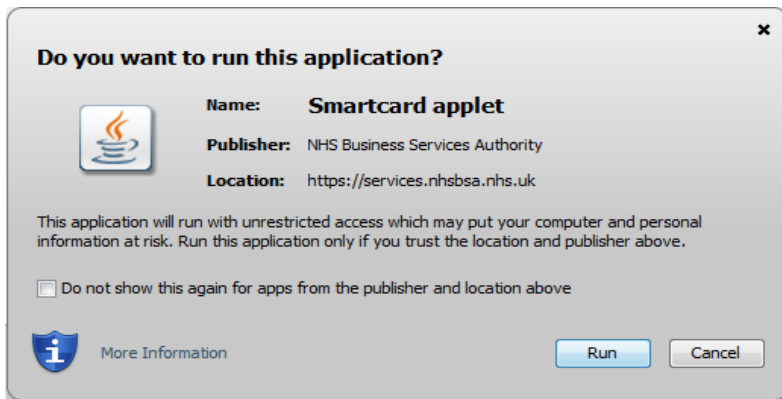 Do you want to run this application?
Name: Smartcard applet
Publisher: NHS Business Services Authority
Location: https://services.nhsbsa.nhs.uk
This application will run with unrestricted access which may put your computer and personal
information at risk. Run this application only if you trust the location and publisher above.
Do not show this again for apps from the publisher and location above
More Information
Run
Cancel